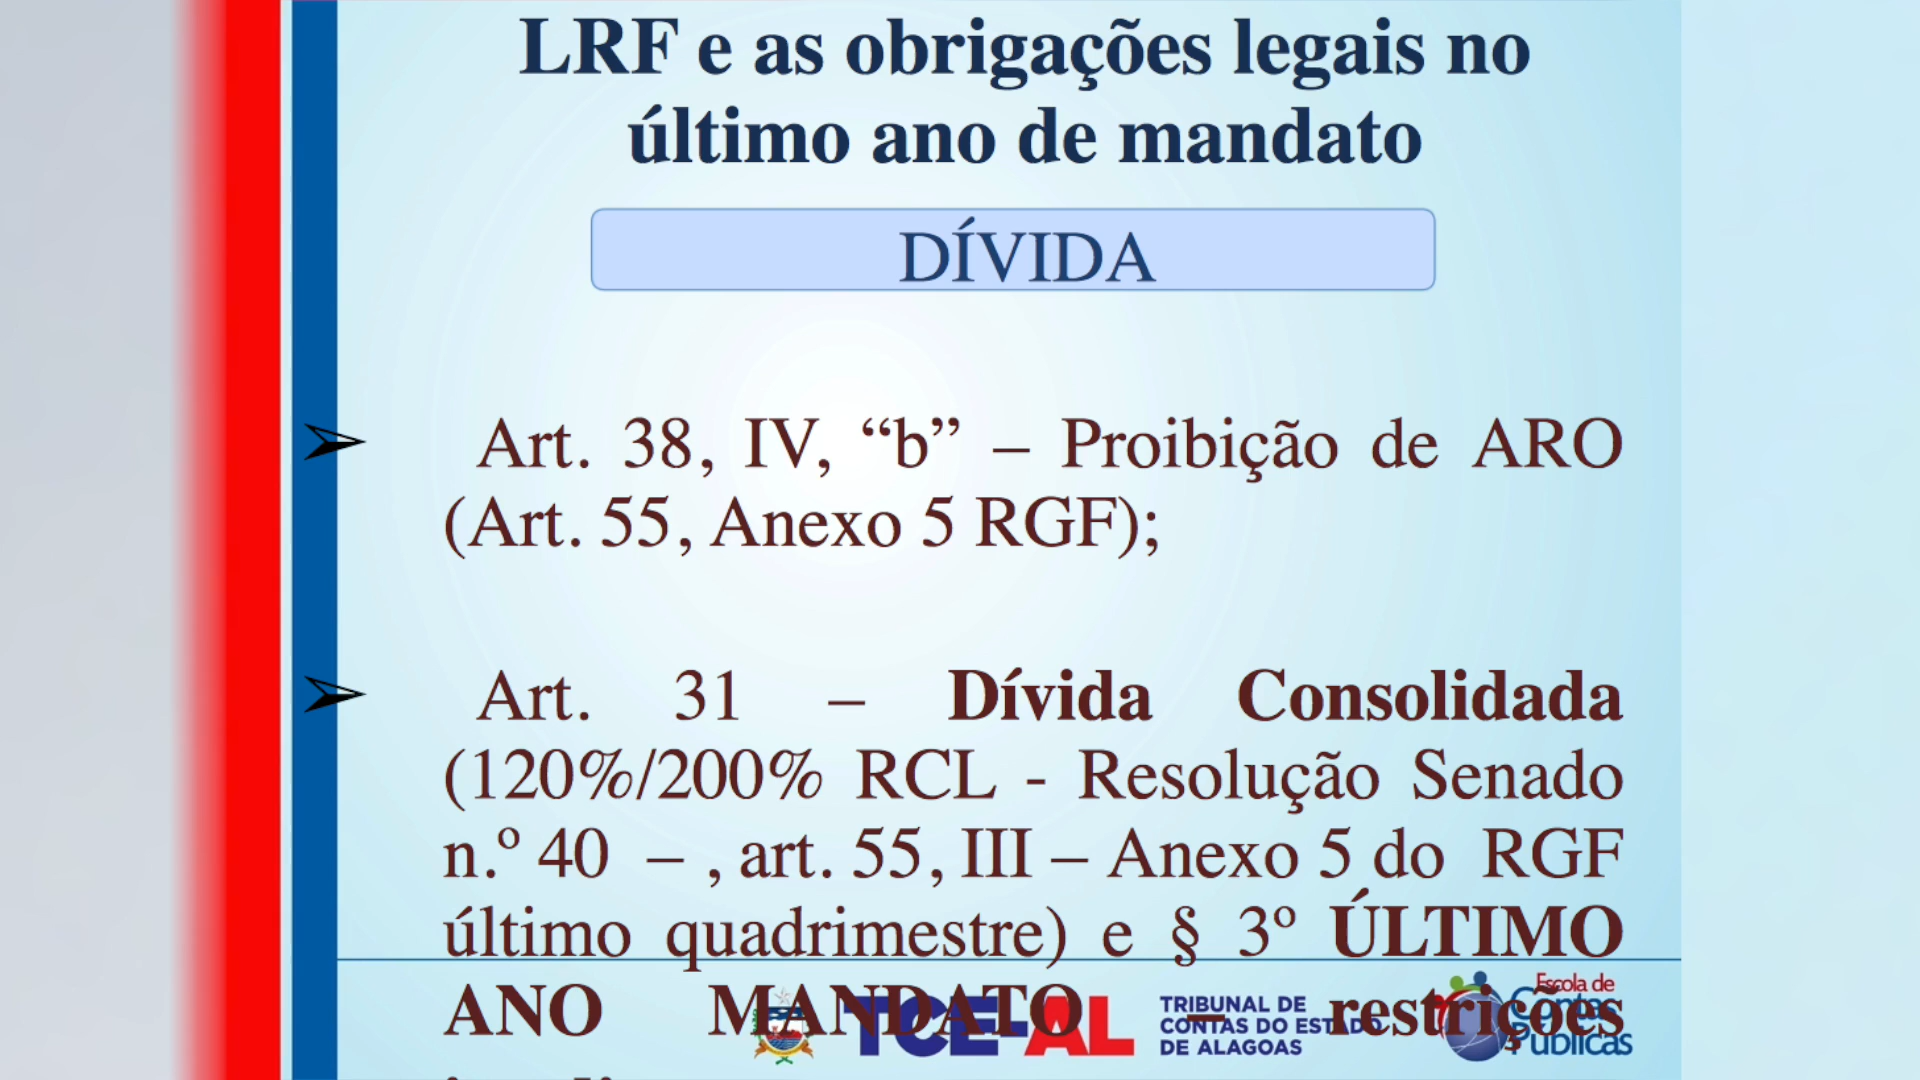 LRF e as obrigações legais no
último ano de mandato
DÍVIDA
Art. 38, IV, “b” – Proibição de ARO
(Art. 55, Anexo 5 RGF);
Art. 31 – Dívida Consolidada
(120%/200% RCL - Resolução Senado
n.º 40 – , art. 55, III – Anexo 5 do RGF
último quadrimestre) e § 3º ÚLTIMO
ANO MANDATO – restrições
TCE-AL
TRIBUNAL DE
CONTAS DO ESTADO
DE ALAGOAS
Escola de
Contas
Públicas